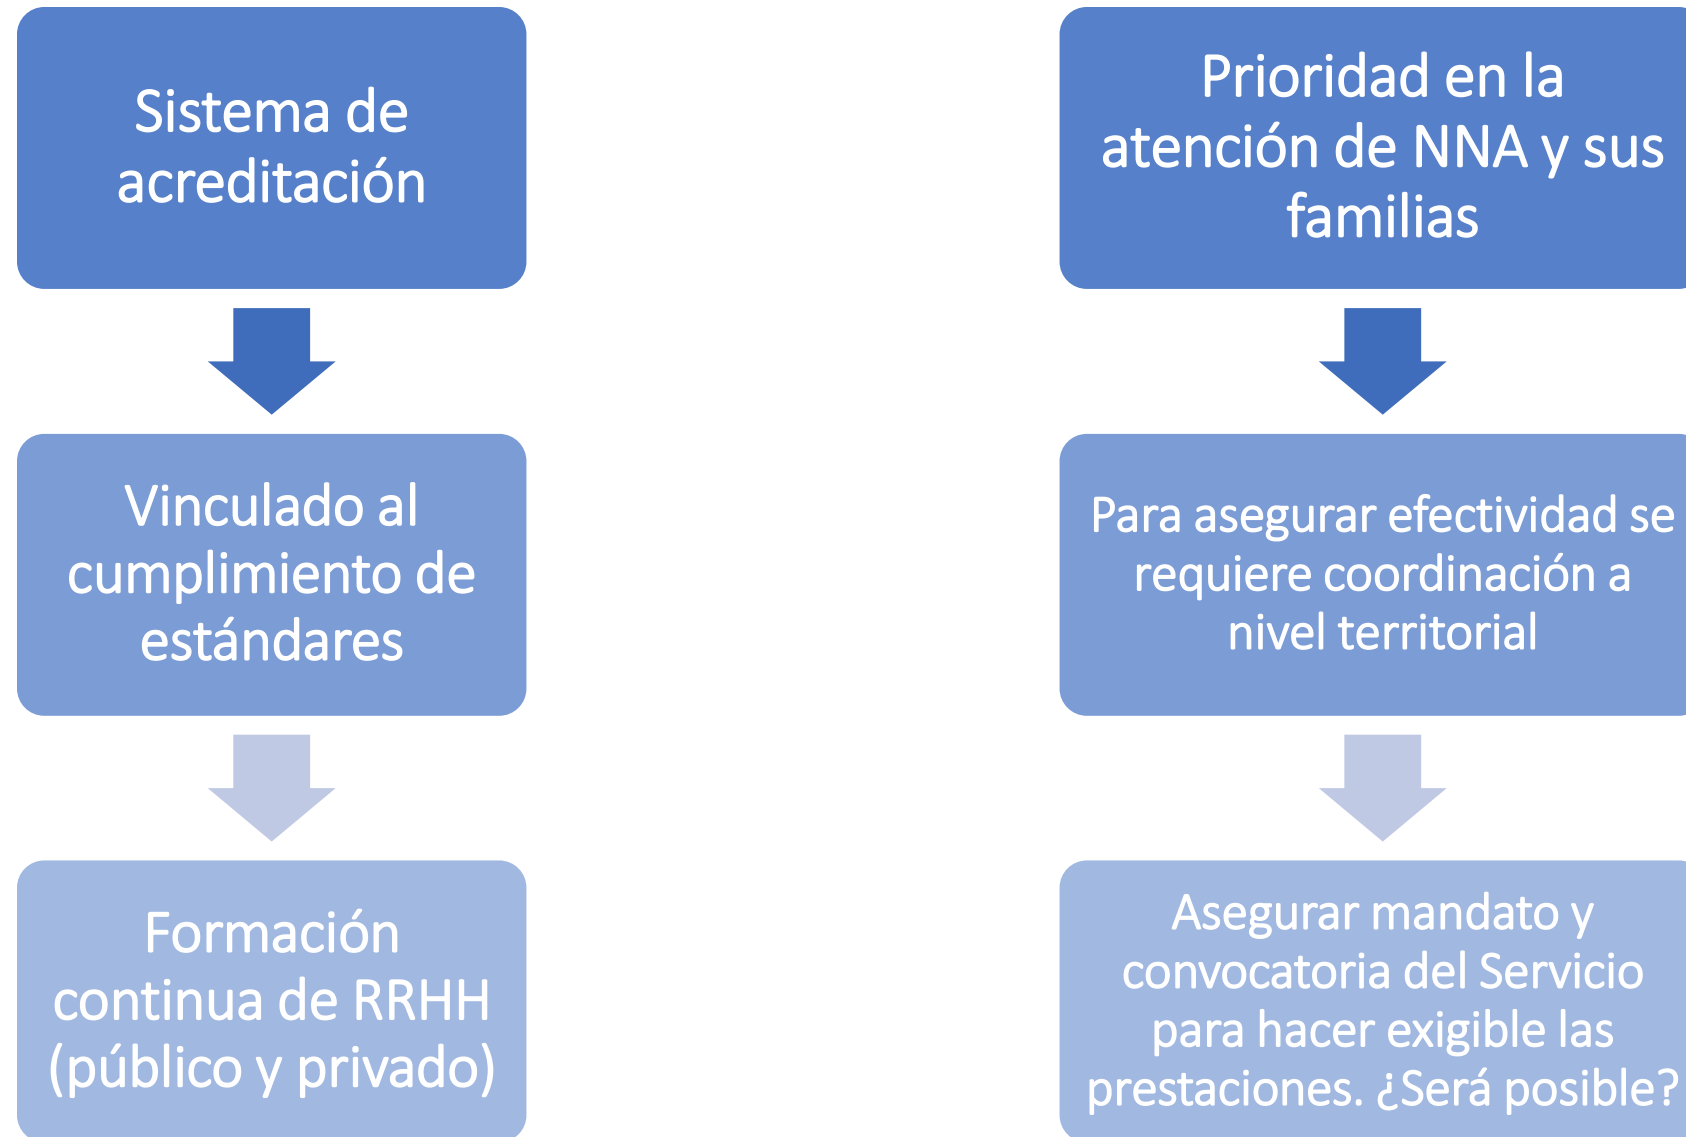 Sistema de
acreditación
Vinculado al
cumplimiento de
estándares
Formación
continua de RRHH
(público y privado)
Prioridad en la
atención de NNA y sus
familias
Para asegurar efectividad se
requiere coordinación a
nivel territorial
Asegurar mandato y
convocatoria del Servicio
para hacer exigible las
prestaciones. ¿Será posible?